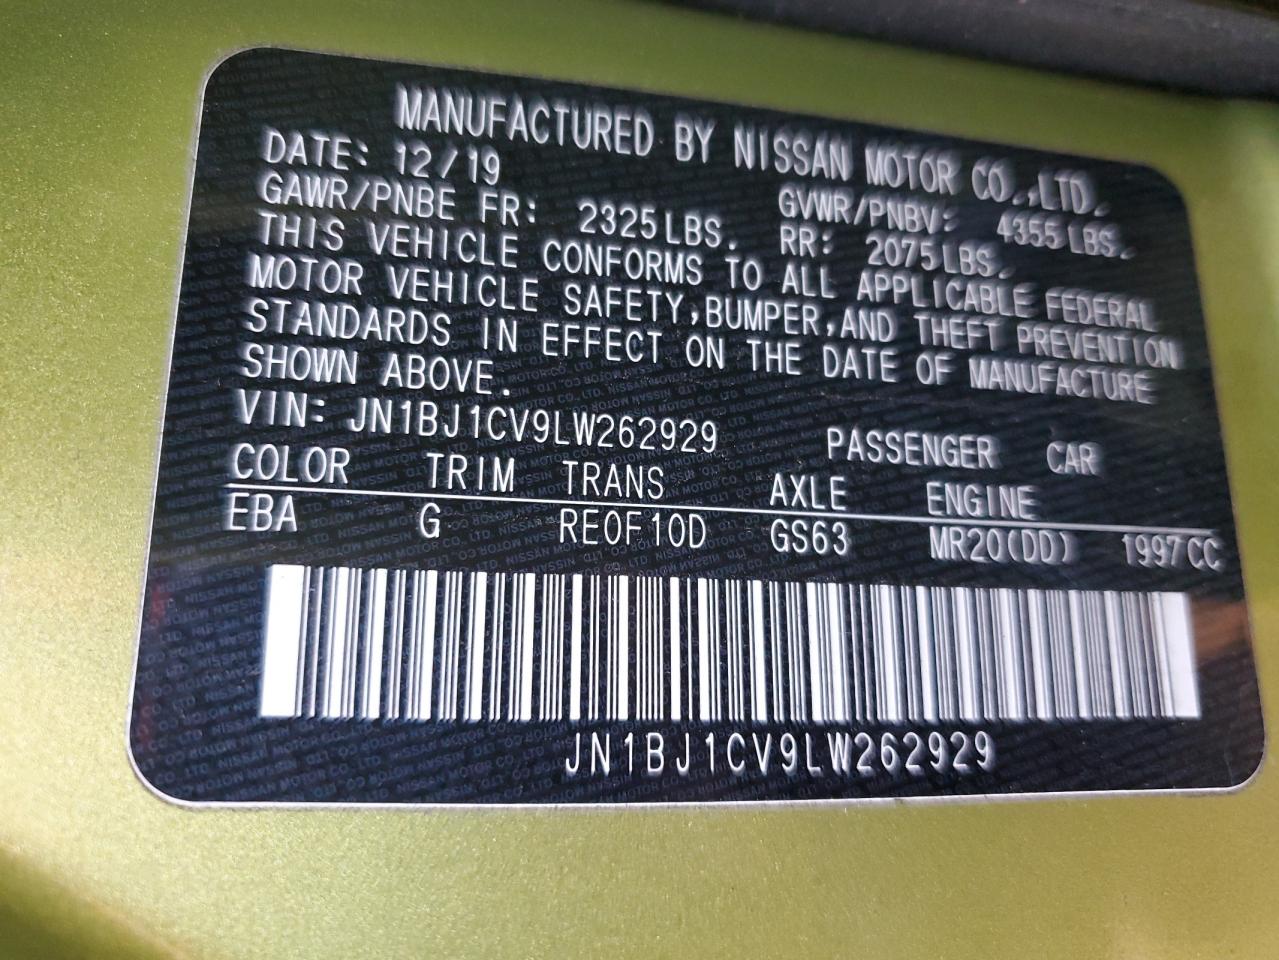 MANUFACTURED BY NISSAN MOTOR CO.,LTD.
DATE: 12/19 GVWR/PNBV: 4355LBS.
GAWR/PNBE FR: 2325LBS. RR: 2075LBS.
THIS VEHICLE CONFORMS TO ALL APPLICABLE FEDERAL
MOTOR VEHICLE SAFETY,BUMPER,AND THEFT PREVENTION
STANDARDS IN EFFECT ON THE DATE OF MANUFACTURE
SHOWN ABOVE.
VIN: JN1BJ1CV9LW262929 PASSENGER CAR
COLOR TRIM TRANS AXLE ENGINE
EBA G RE0F10D GS63 MR20(DD) 1997CC
JN1BJ1CV9LW262929